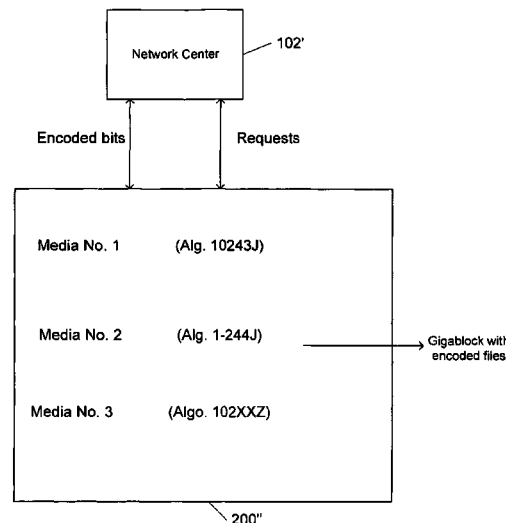 Network Center
102'
Encoded bits
Requests
Media No. 1 (Alg. 10243J)
Media No. 2 (Alg. 1-244J)
Gigablock with
encoded files
Media No. 3 (Algo. 102XXZ)
200"